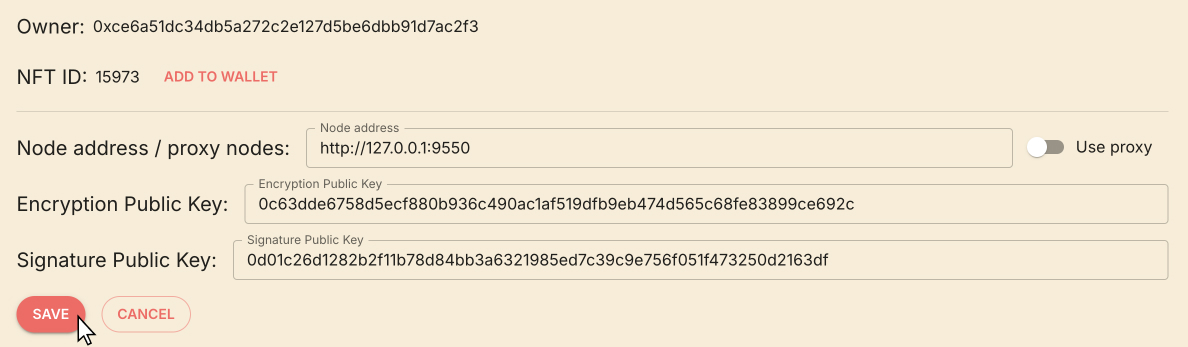 Owner: 0xce6a51dc34db5a272c2e127d5be6dbb91d7ac2f3
NFT ID: 15973 ADD TO WALLET
Node address
Node address / proxy nodes: http://127.0.0.1:9550 Use proxy
Encryption Public Key
Encryption Public Key: 0c63dde6758d5ecf880b936c490ac1af519dfb9eb474d565c68fe83899ce692c
Signature Public Key
Signature Public Key: 0d01c26d1282b2f11b78d84bb3a6321985ed7c39c9e756f051f473250d2163df
SAVE CANCEL